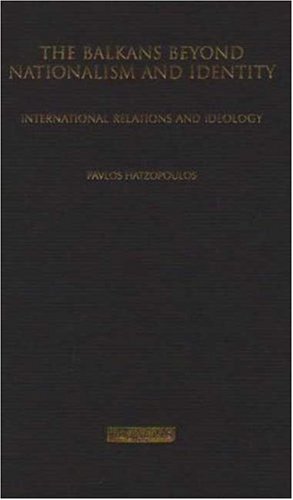 THE BALKANS BEYOND
NATIONALISM AND IDENTITY
INTERNATIONAL RELATIONS AND IDEOLOGY
PAVLOS HATZOPOULOS